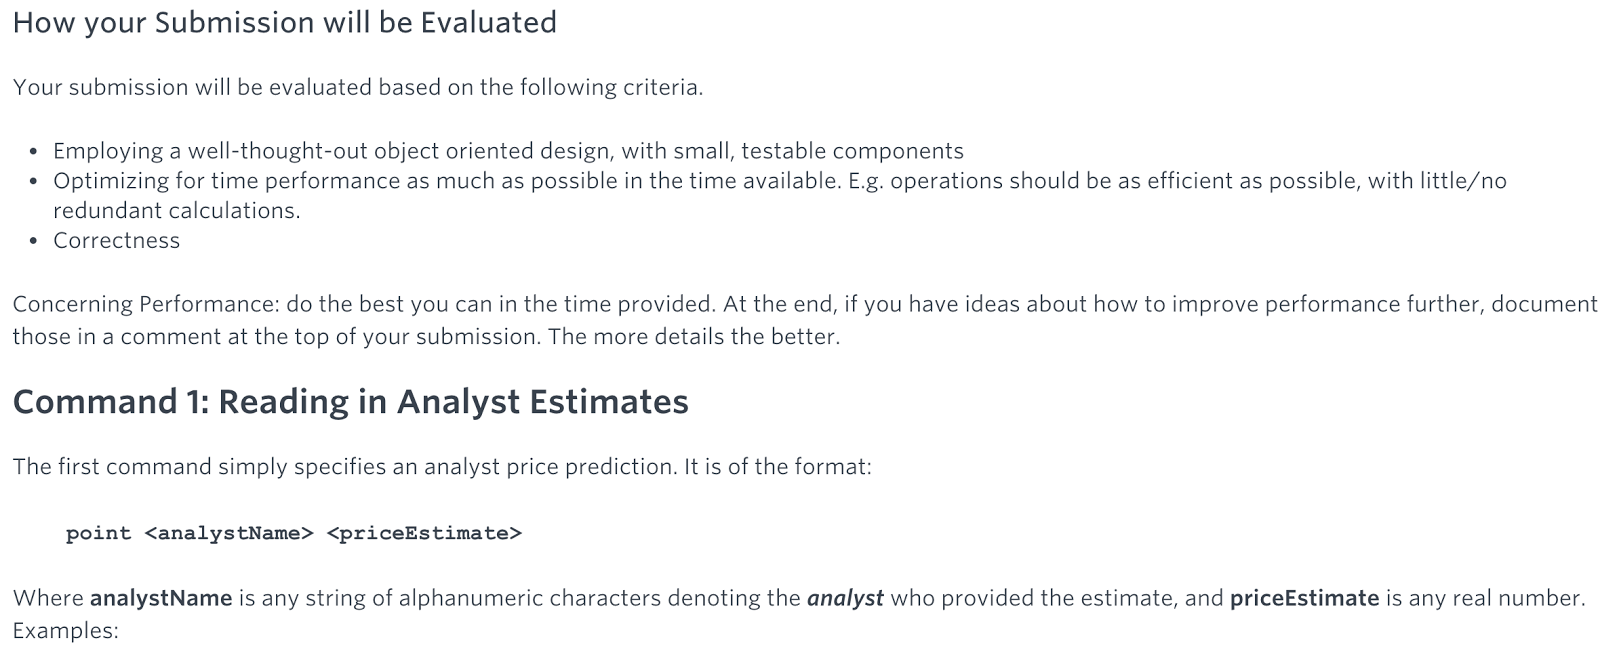 How your Submission will be Evaluated
Your submission will be evaluated based on the following criteria.
• Employing a well-thought-out object oriented design, with small, testable components
• Optimizing for time performance as much as possible in the time available. E.g. operations should be as efficient as possible, with little/no
redundant calculations.
• Correctness
Concerning Performance: do the best you can in the time provided. At the end, if you have ideas about how to improve performance further, document
those in a comment at the top of your submission. The more details the better.
Command 1: Reading in Analyst Estimates
The first command simply specifies an analyst price prediction. It is of the format:
point <analystName> <priceEstimate>
Where analystName is any string of alphanumeric characters denoting the analyst who provided the estimate, and priceEstimate is any real number.
Examples: